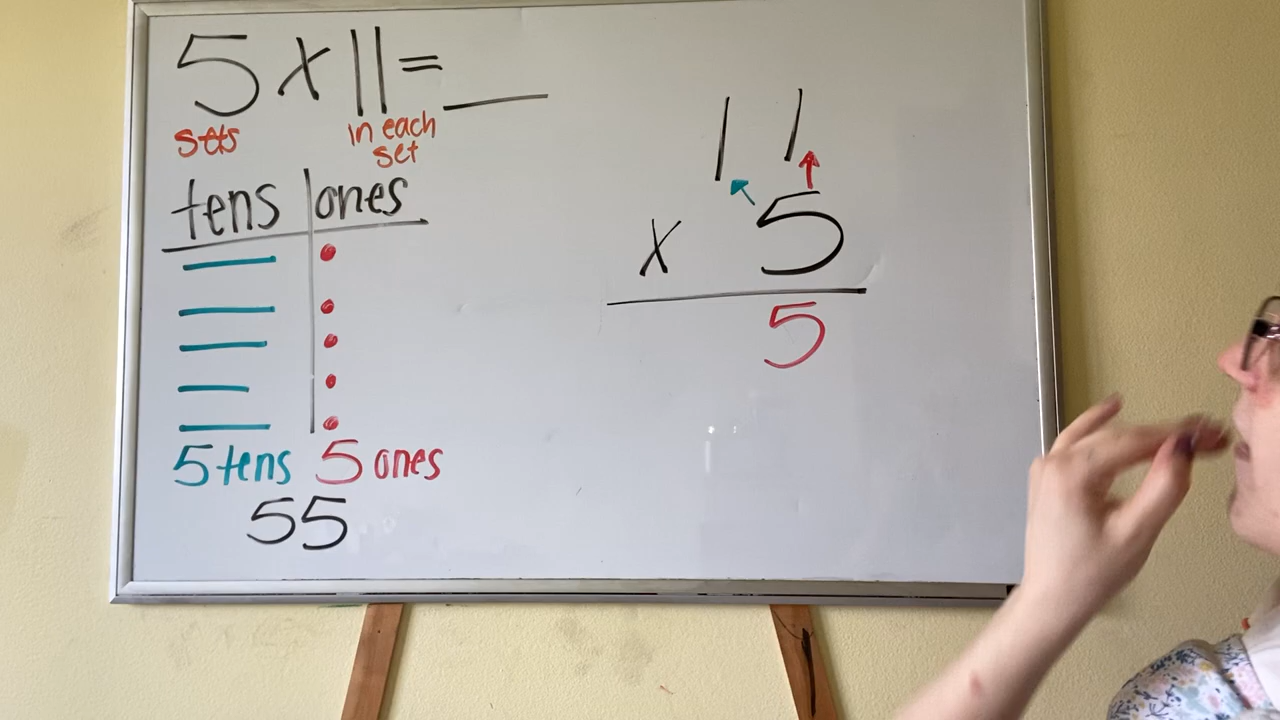 5 x 11 = ___
sets in each
set
tens ones
5 tens 5 ones
55
11
x 5
5